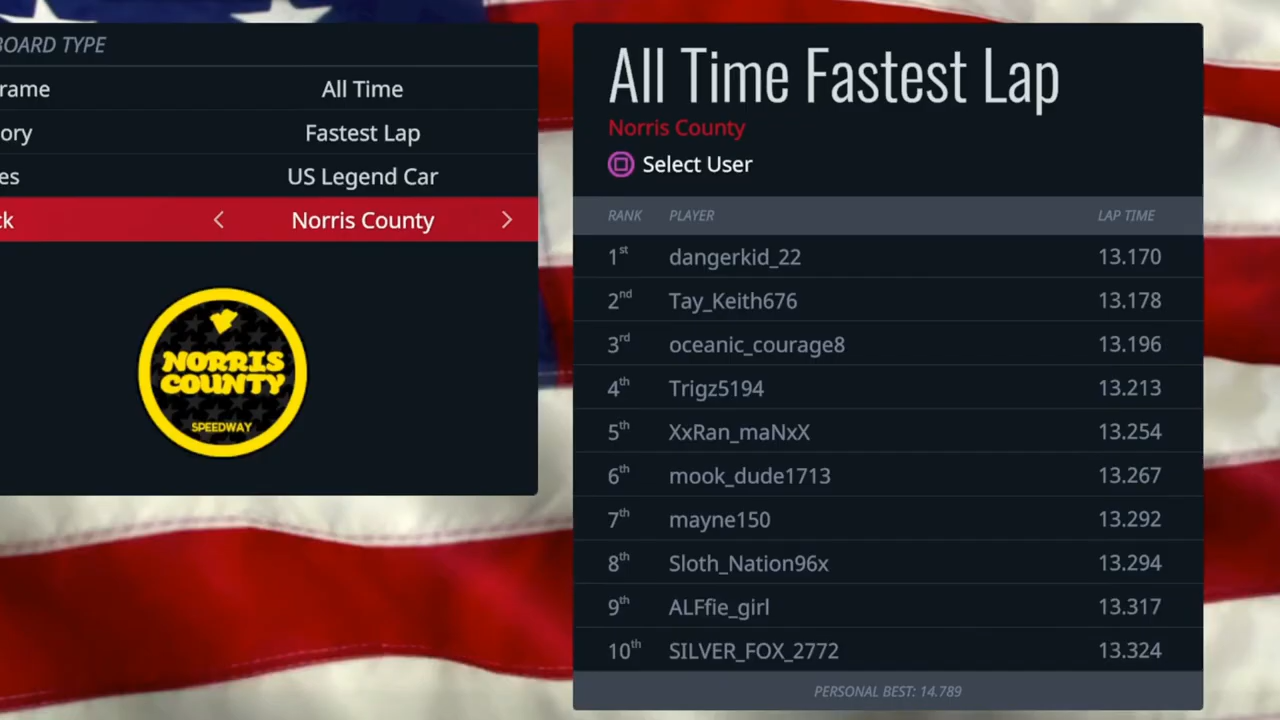 BOARD TYPE
rame All Time
ory Fastest Lap
es US Legend Car
ck Norris County
NORRIS
COUNTY
SPEEDWAY
All Time Fastest Lap
Norris County
Select User
RANK PLAYER LAP TIME
1st dangerkid_22 13.170
2nd Tay_Keith676 13.178
3rd oceanic_courage8 13.196
4th Trigz5194 13.213
5th XxRan_maNxX 13.254
6th mook_dude1713 13.267
7th mayne150 13.292
8th Sloth_Nation96x 13.294
9th ALFfie_girl 13.317
10th SILVER_FOX_2772 13.324
PERSONAL BEST: 14.789